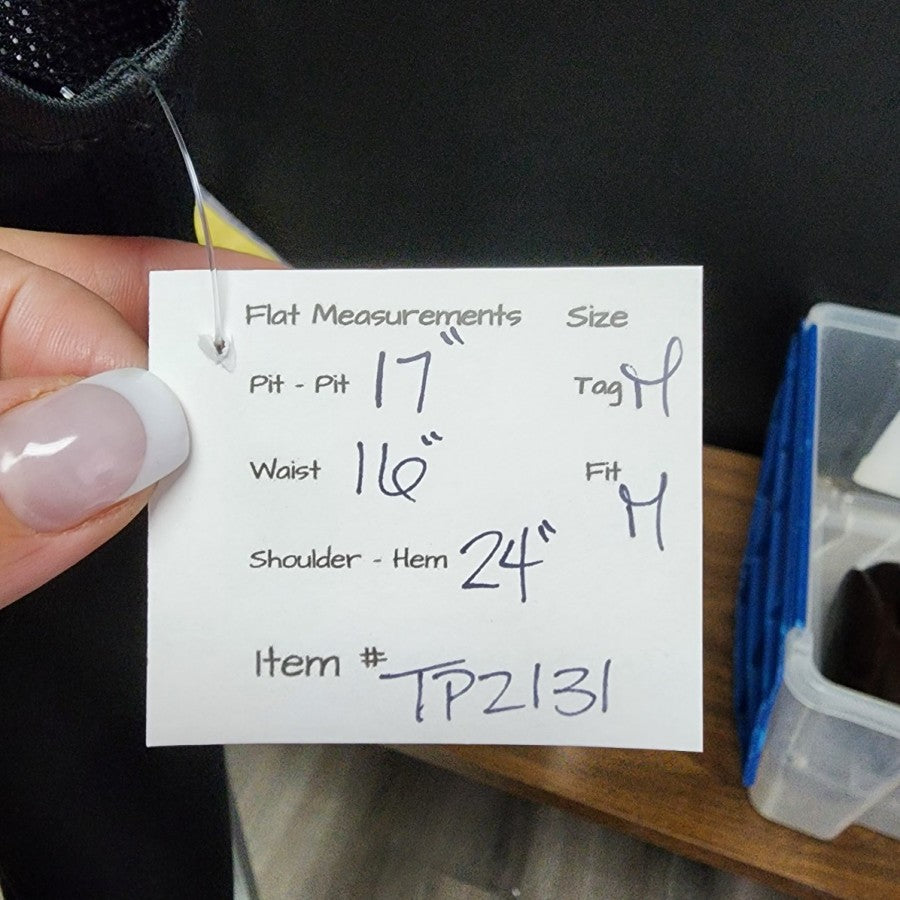 Flat Measurements Size
Pit - Pit 17" Tag M
Waist 16" Fit M
Shoulder - Hem 24"
Item # TP2131